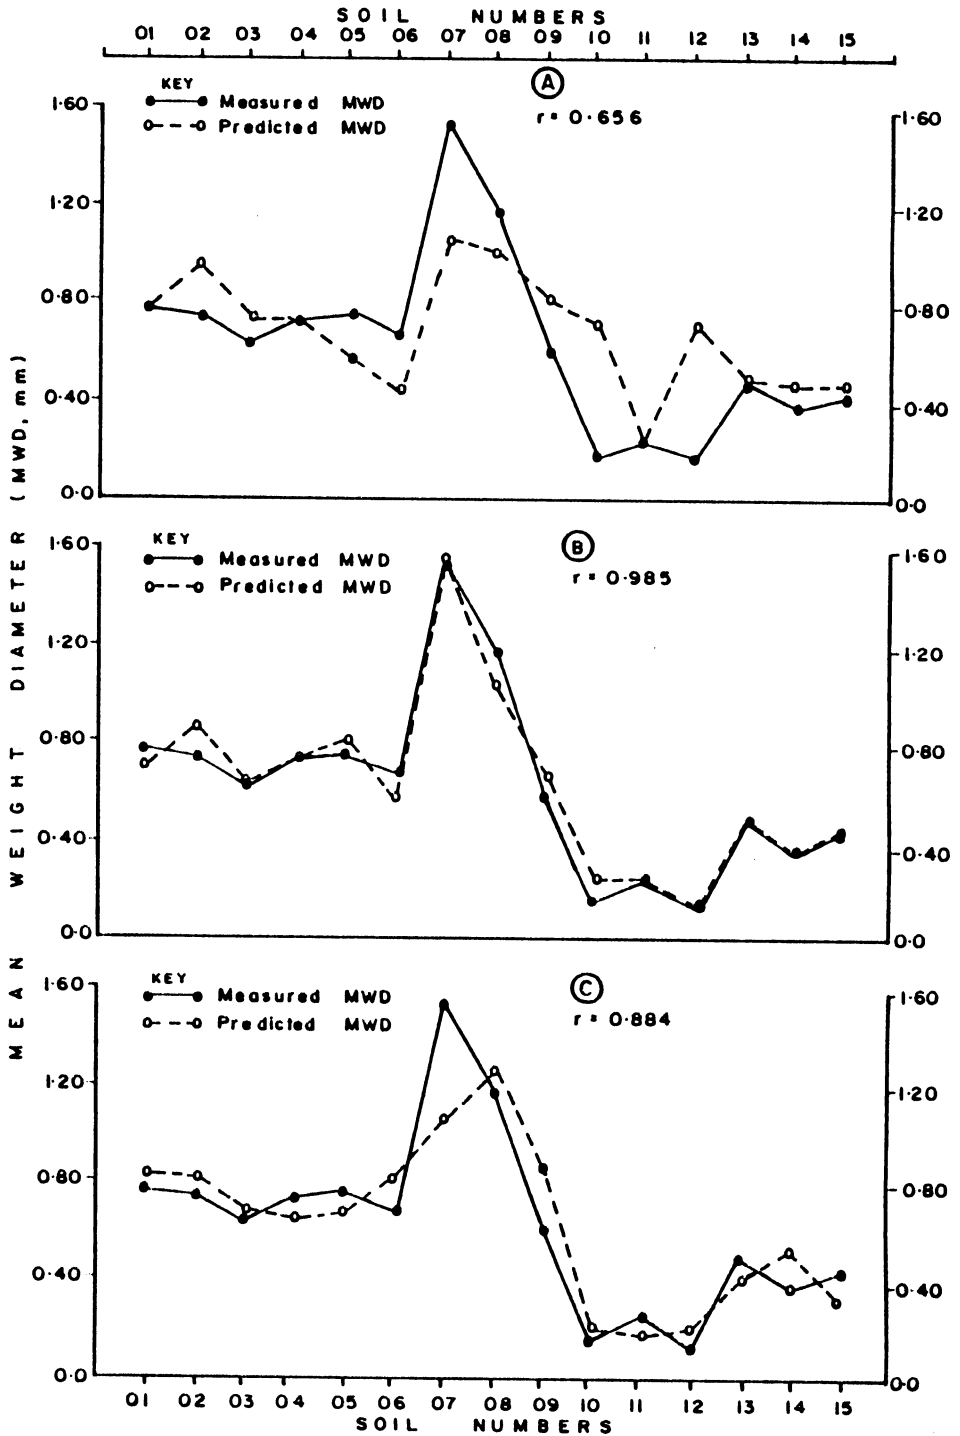 SOIL NUMBERS
01 02 03 04 05 06 07 08 09 10 11 12 13 14 15
KEY
Measured MWD
Predicted MWD
A
r = 0·656
1·60
1·20
0·80
0·40
0·0
1·60
1·20
0·80
0·40
0·0
MEAN WEIGHT DIAMETER (MWD, mm)
KEY
Measured MWD
Predicted MWD
B
r = 0·985
1·60
1·20
0·80
0·40
0·0
1·60
1·20
0·80
0·40
0·0
KEY
Measured MWD
Predicted MWD
C
r = 0·884
1·60
1·20
0·80
0·40
0·0
1·60
1·20
0·80
0·40
0·0
01 02 03 04 05 06 07 08 09 10 11 12 13 14 15
SOIL NUMBERS